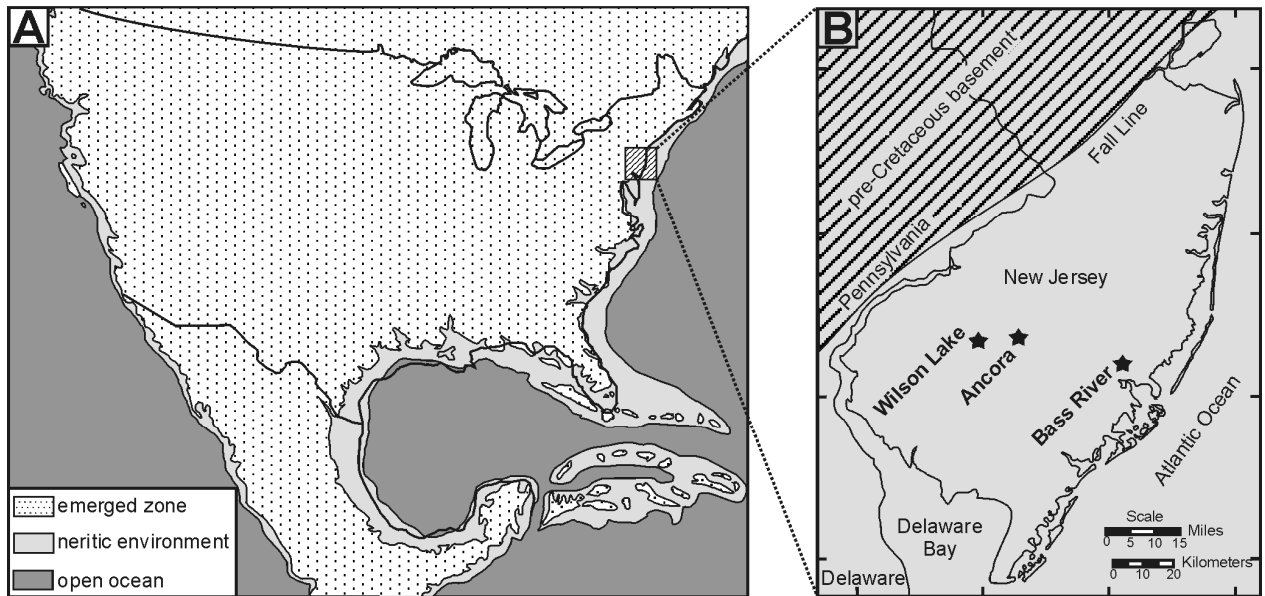 A
emerged zone
neritic environment
open ocean
B
pre-Cretaceous basement
Fall Line
Pennsylvania
New Jersey
Wilson Lake
Ancora
Bass River
Atlantic Ocean
Delaware
Bay
Delaware
Scale
Miles
0 5 10 15
Kilometers
0 10 20